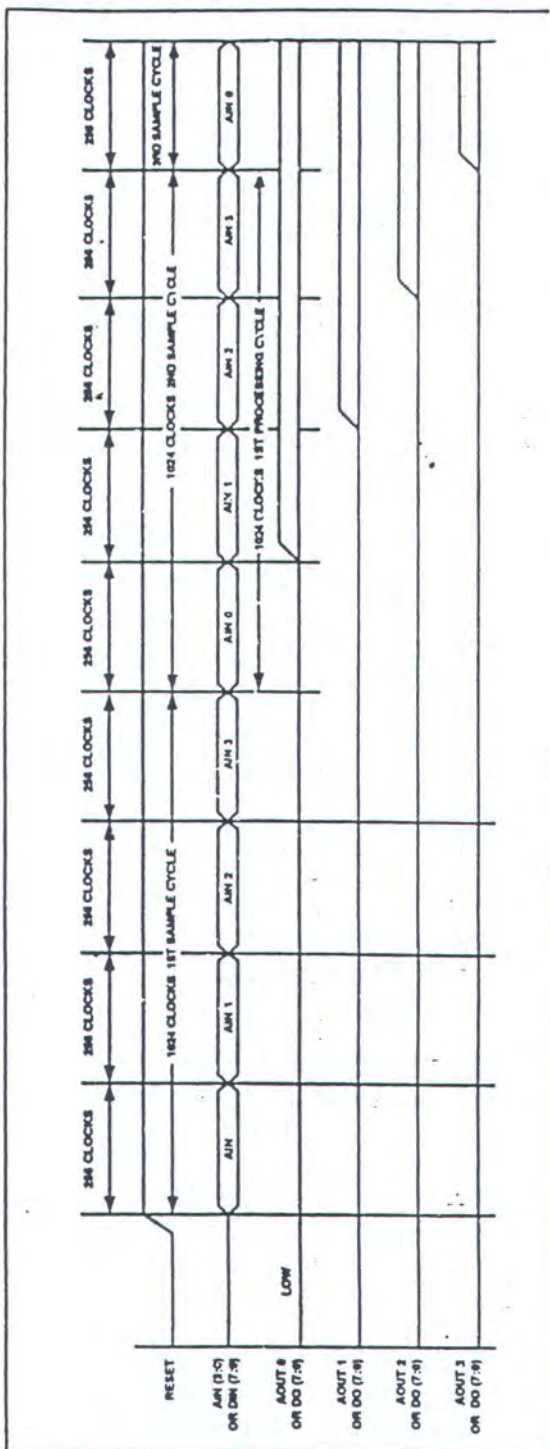 256 CLOCKS
256 CLOCKS
256 CLOCKS
256 CLOCKS
256 CLOCKS
256 CLOCKS
256 CLOCKS
256 CLOCKS
256 CLOCKS
RESET
1024 CLOCKS 1ST SAMPLE CYCLE
1024 CLOCKS 2ND SAMPLE CYCLE
3RD SAMPLE CYCLE
AIN (3:0)
OR DIN (7:0)
AIN
AIN 1
AIN 2
AIN 3
AIN 0
AIN 1
AIN 2
AIN 3
AIN 0
1024 CLOCKS 1ST PROCESSING CYCLE
AOUT 0
OR DO (7:0)
LOW
AOUT 1
OR DO (7:0)
AOUT 2
OR DO (7:0)
AOUT 3
OR DO (7:0)